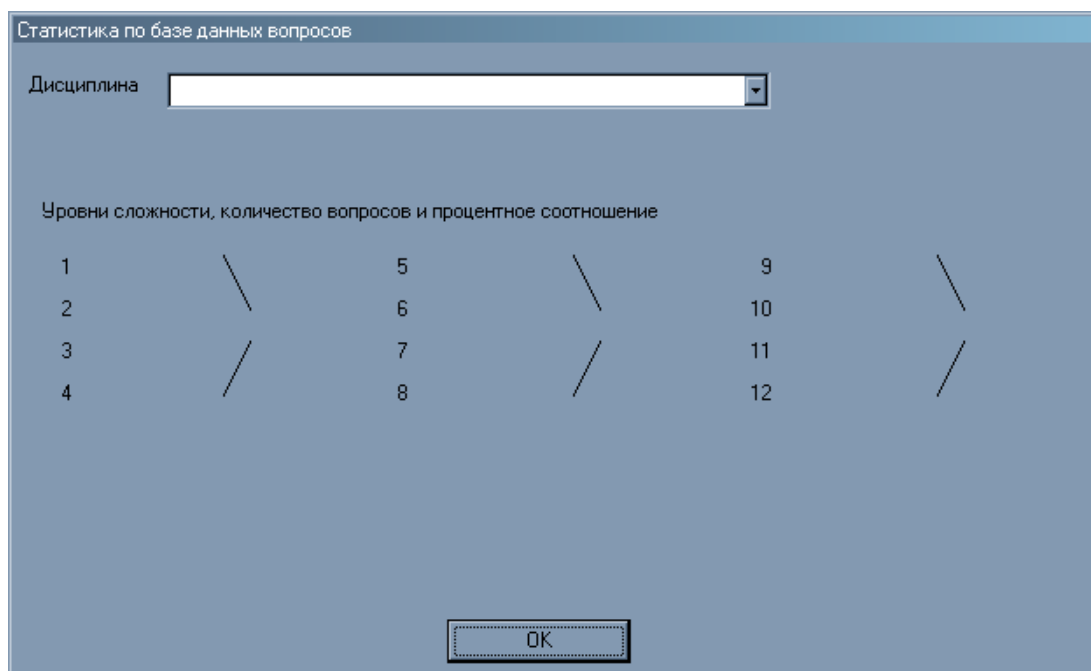 Статистика по базе данных вопросов
Дисциплина
Уровни сложности, количество вопросов и процентное соотношение
1 5 9
2 6 10
3 7 11
4 8 12
OK